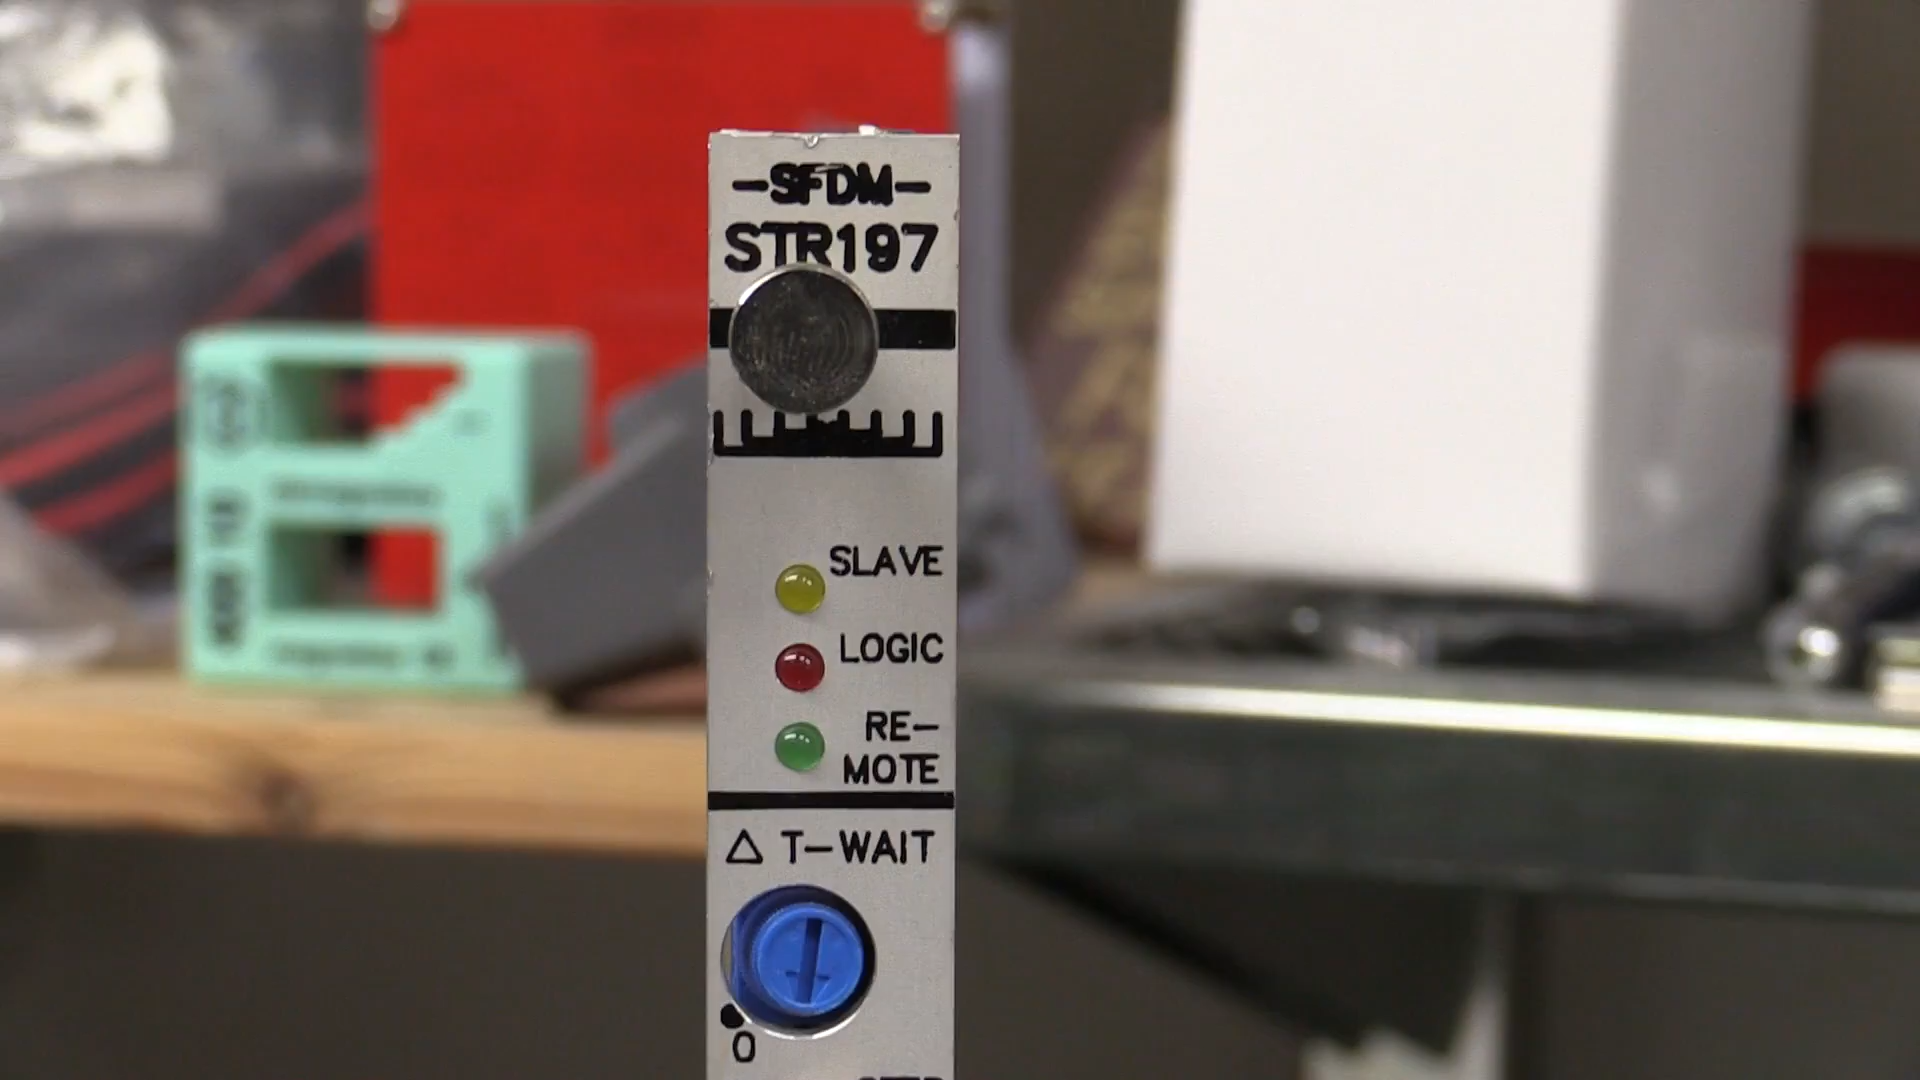 -SFDM-
STR197
SLAVE
LOGIC
RE-
MOTE
△ T-WAIT
0